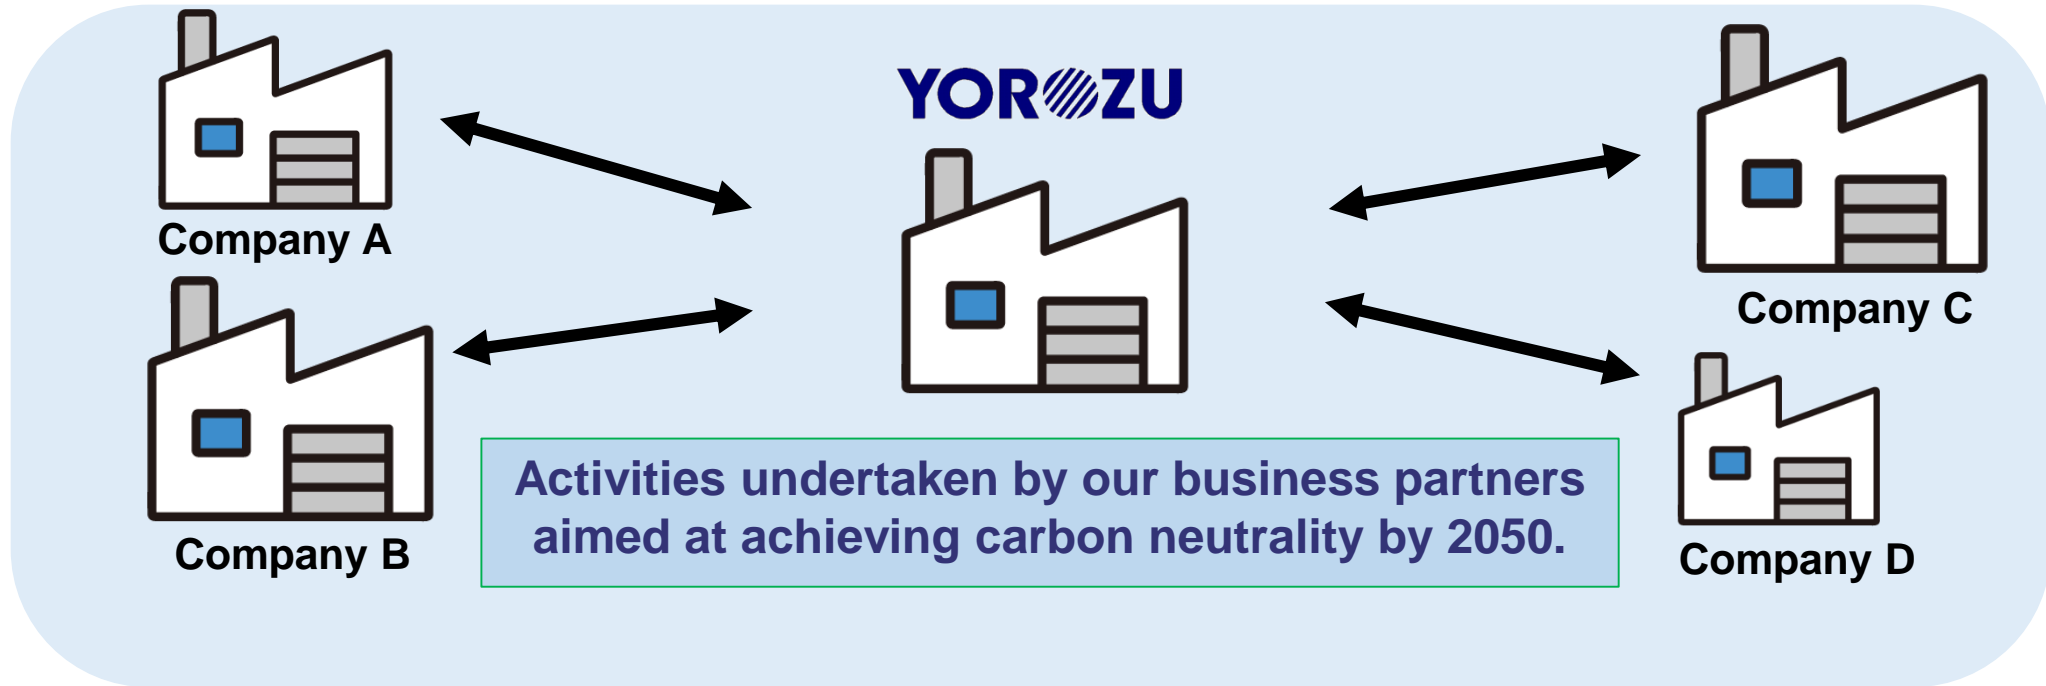 YOROZU
Company A
Company B
Company C
Company D
Activities undertaken by our business partners
aimed at achieving carbon neutrality by 2050.